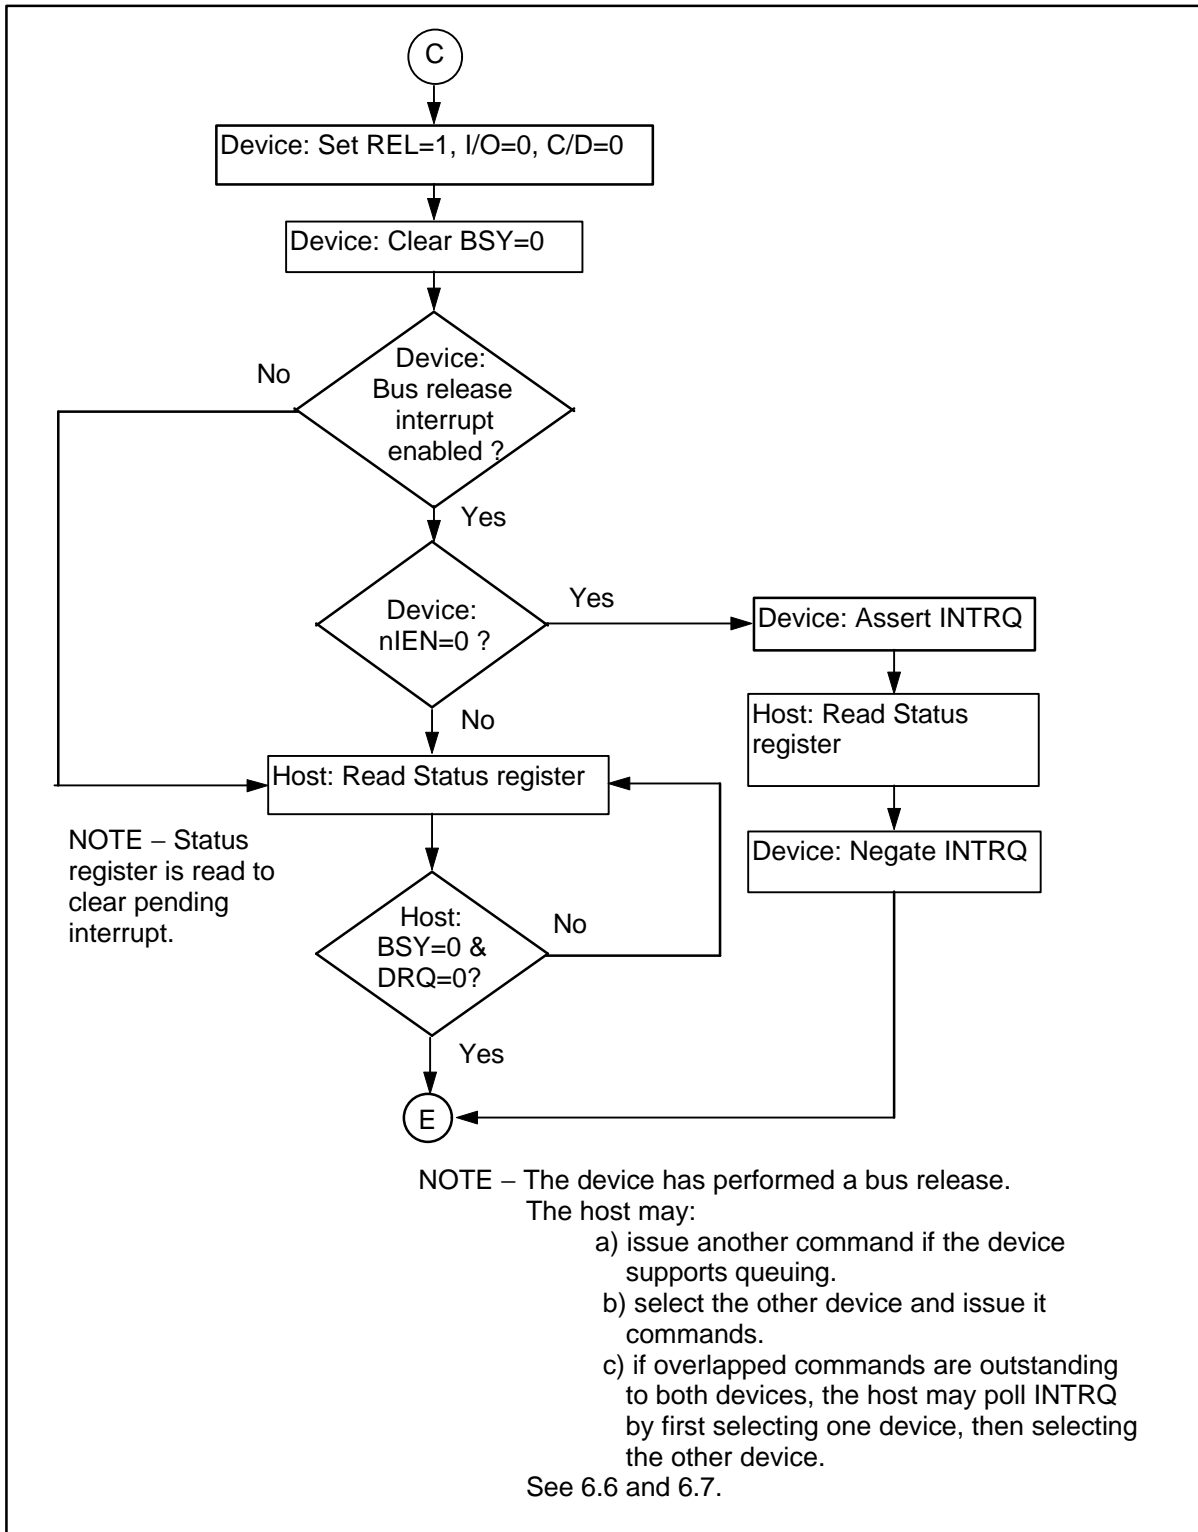 C
Device: Set REL=1, I/O=0, C/D=0
Device: Clear BSY=0
No
Device:
Bus release
interrupt
enabled ?
Yes
Device:
nIEN=0 ?
Yes
Device: Assert INTRQ
No
Host: Read Status
register
Host: Read Status register
NOTE – Status
register is read to
clear pending
interrupt.
Device: Negate INTRQ
Host:
BSY=0 &
DRQ=0?
No
Yes
E
NOTE – The device has performed a bus release.
The host may:
a) issue another command if the device
supports queuing.
b) select the other device and issue it
commands.
c) if overlapped commands are outstanding
to both devices, the host may poll INTRQ
by first selecting one device, then selecting
the other device.
See 6.6 and 6.7.